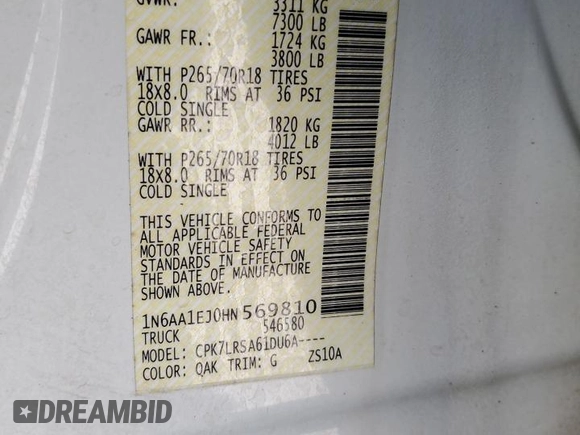 GVWR: 3311 KG
7300 LB
GAWR FR.: 1724 KG
3800 LB
WITH P265/70R18 TIRES
18X8.0 RIMS AT 36 PSI
COLD SINGLE
GAWR RR.: 1820 KG
4012 LB
WITH P265/70R18 TIRES
18X8.0 RIMS AT 36 PSI
COLD SINGLE
THIS VEHICLE CONFORMS TO
ALL APPLICABLE FEDERAL
MOTOR VEHICLE SAFETY
STANDARDS IN EFFECT ON
THE DATE OF MANUFACTURE
SHOWN ABOVE.
1N6AA1EJ0HN569810
TRUCK 546580
MODEL: CPK7LRSA61DU6A----
COLOR: QAK TRIM: G ZS10A
DREAMBID